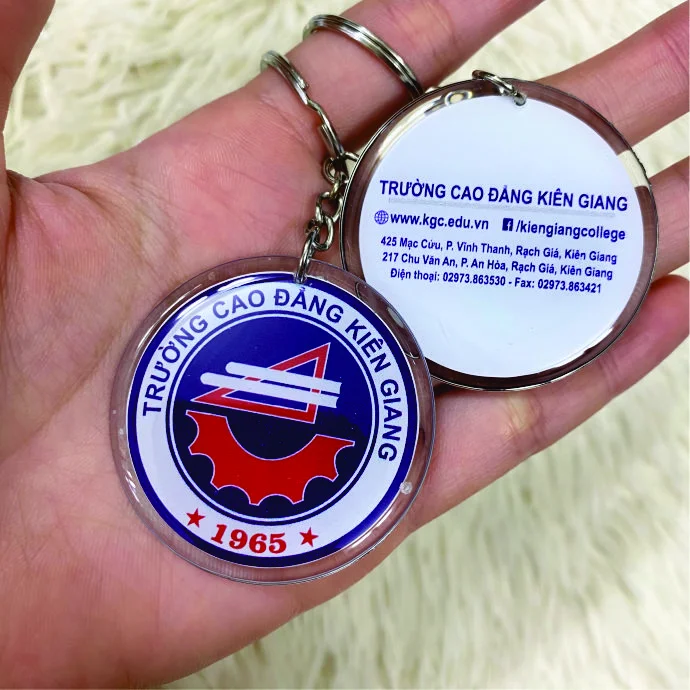 TRƯỜNG CAO ĐẲNG KIÊN GIANG
1965
TRƯỜNG CAO ĐẲNG KIÊN GIANG
www.kgc.edu.vn /kiengiangcollege
425 Mạc Cửu, P. Vĩnh Thanh, Rạch Giá, Kiên Giang
217 Chu Văn An, P. An Hòa, Rạch Giá, Kiên Giang
Điện thoại: 02973.863530 - Fax: 02973.863421